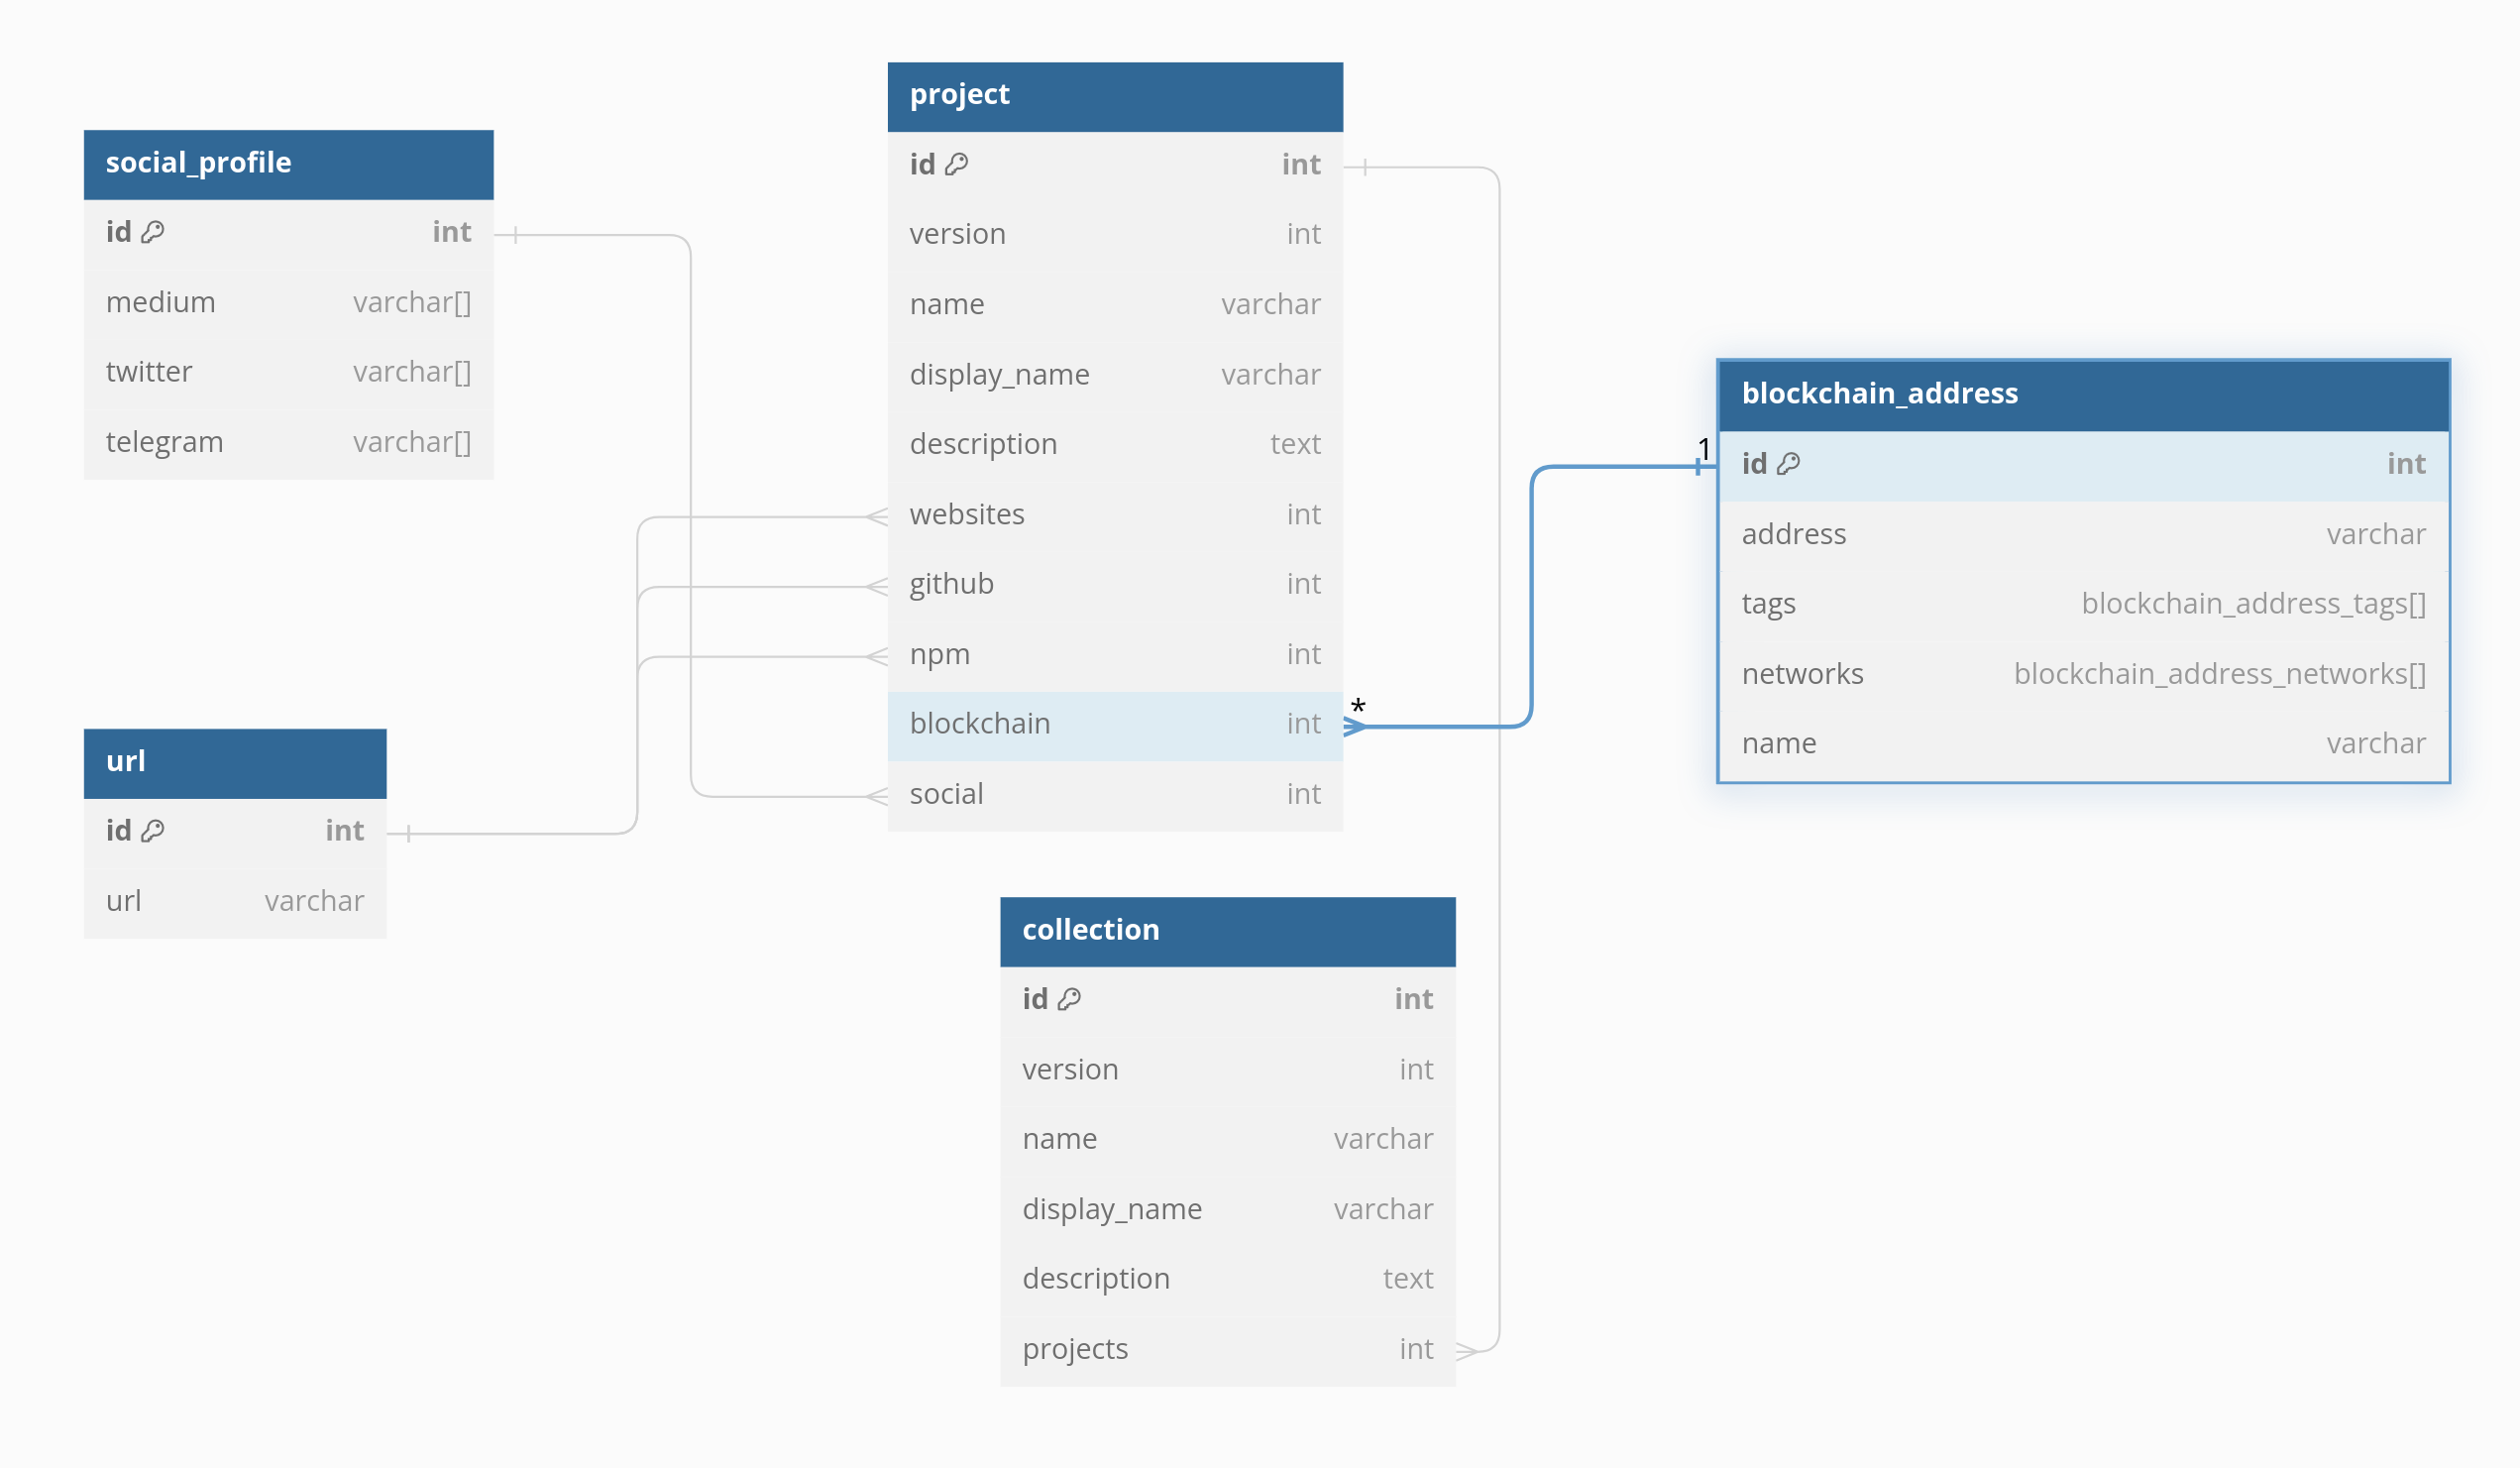 social_profile
id int
medium varchar[]
twitter varchar[]
telegram varchar[]
url
id int
url varchar
project
id int
version int
name varchar
display_name varchar
description text
websites int
github int
npm int
blockchain int
*
social int
collection
id int
version int
name varchar
display_name varchar
description text
projects int
blockchain_address
1
id int
address varchar
tags blockchain_address_tags[]
networks blockchain_address_networks[]
name varchar